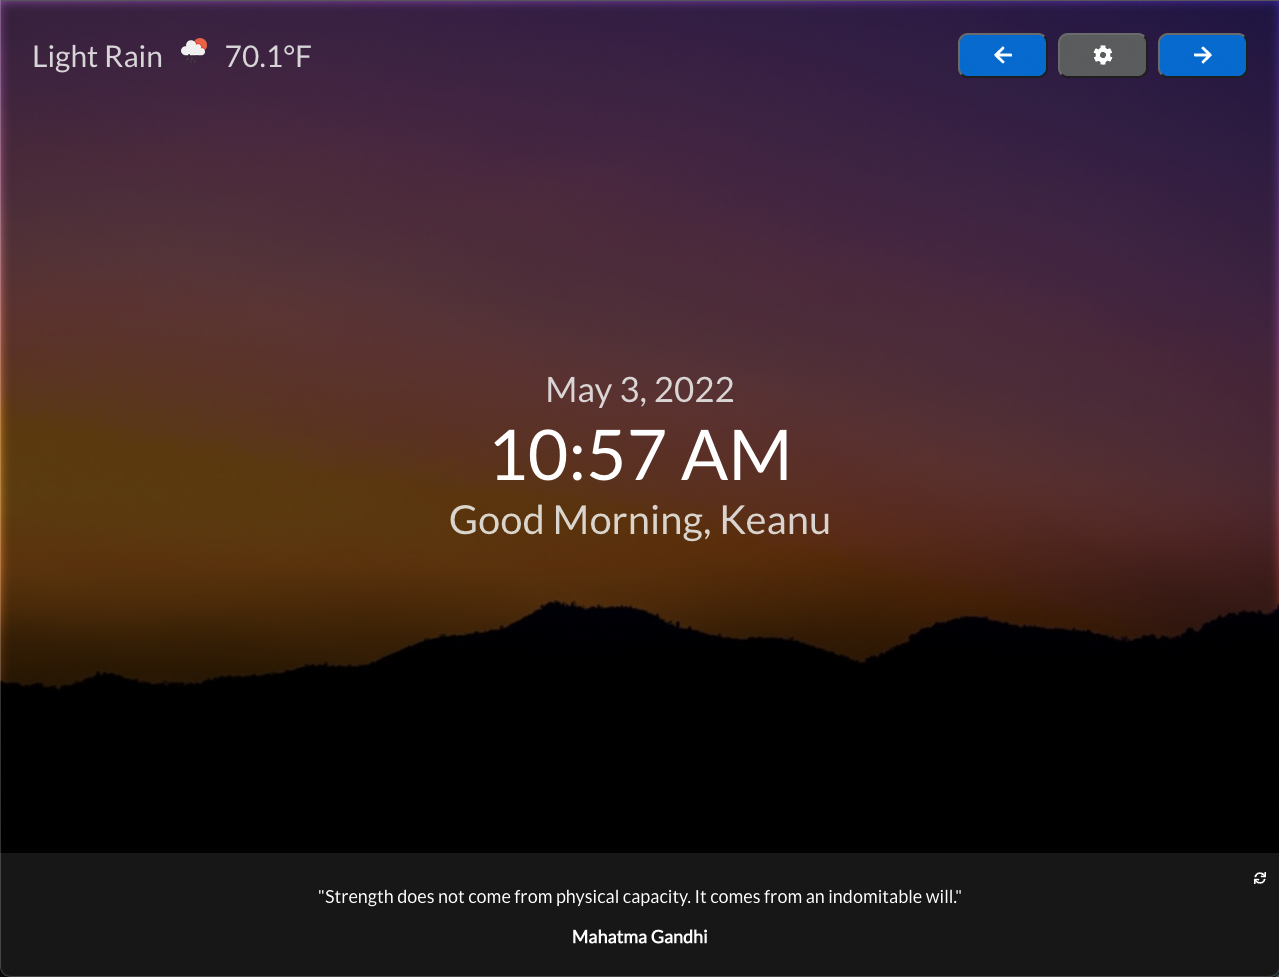 Light Rain 70.1°F
May 3, 2022
10:57 AM
Good Morning, Keanu
"Strength does not come from physical capacity. It comes from an indomitable will."
Mahatma Gandhi